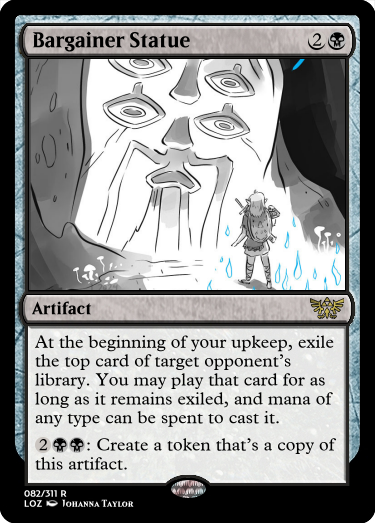 Bargainer Statue 2
Artifact
At the beginning of your upkeep, exile
the top card of target opponent's
library. You may play that card for as
long as it remains exiled, and mana of
any type can be spent to cast it.
2 : Create a token that's a copy of
this artifact.
082/311 R
LOZ Johanna Taylor